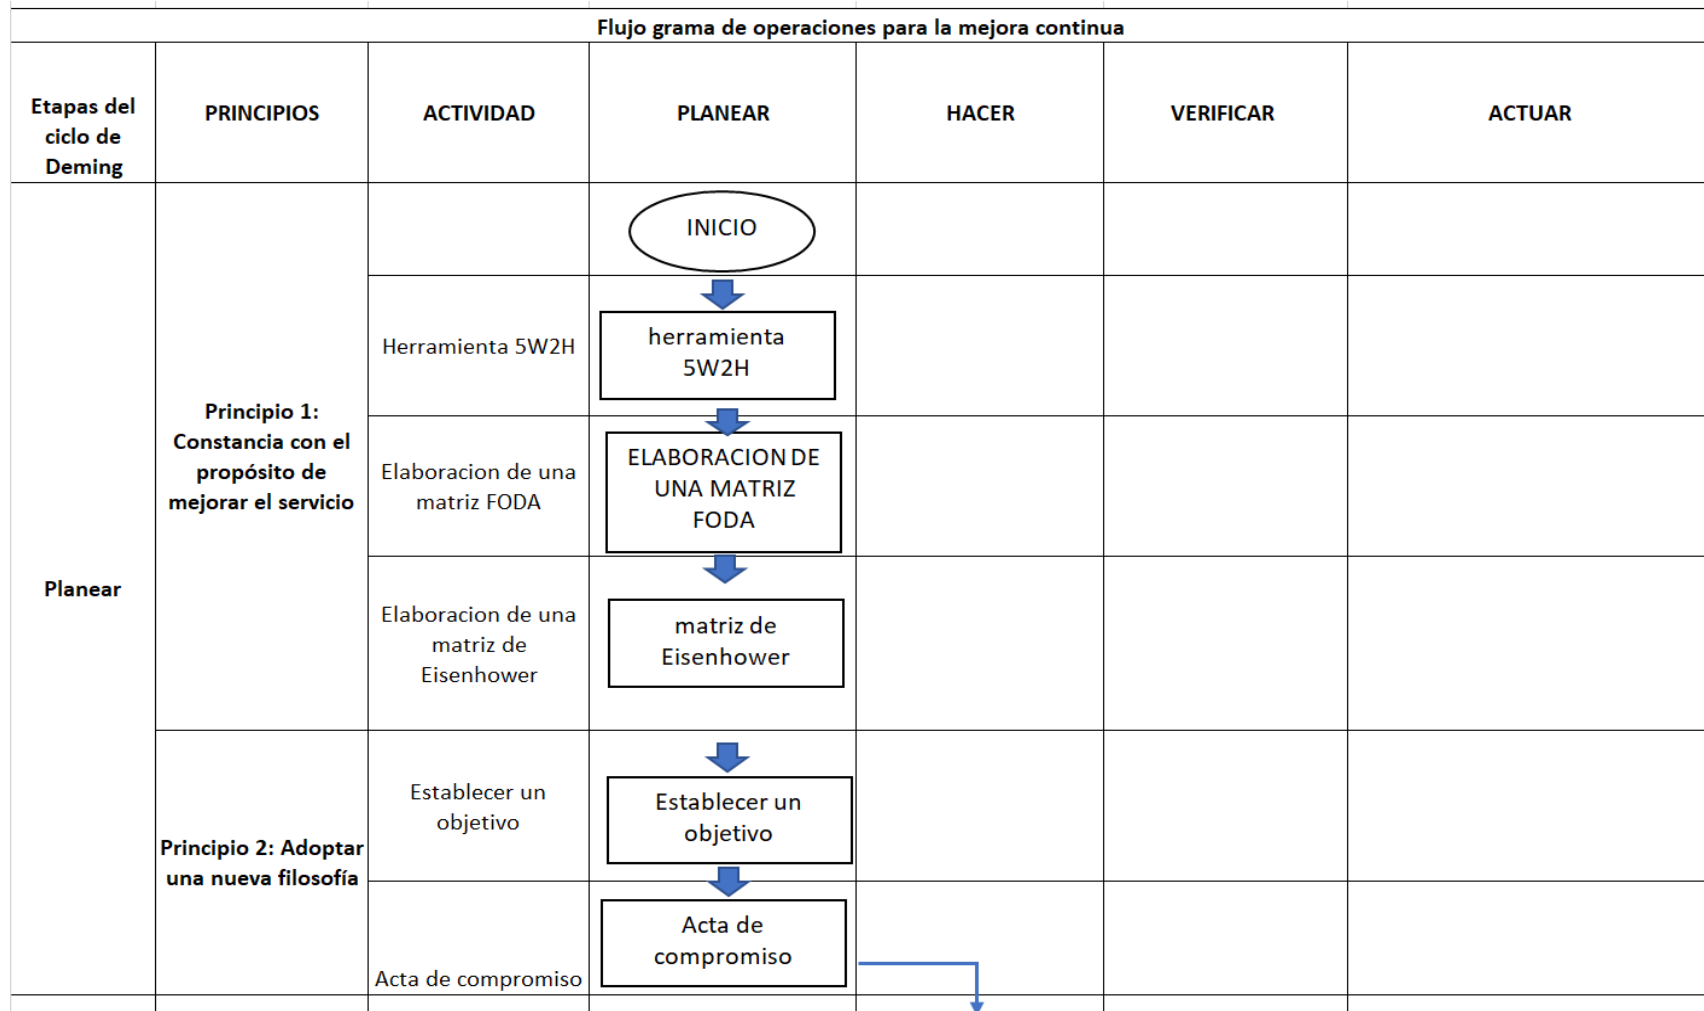 Flujo grama de operaciones para la mejora continua
Etapas del
ciclo de
Deming
PRINCIPIOS
ACTIVIDAD
PLANEAR
HACER
VERIFICAR
ACTUAR
Planear
Principio 1:
Constancia con el
propósito de
mejorar el servicio
INICIO
Herramienta 5W2H
herramienta
5W2H
Elaboracion de una
matriz FODA
ELABORACION DE
UNA MATRIZ
FODA
Elaboracion de una
matriz de
Eisenhower
matriz de
Eisenhower
Principio 2: Adoptar
una nueva filosofía
Establecer un
objetivo
Establecer un
objetivo
Acta de compromiso
Acta de
compromiso